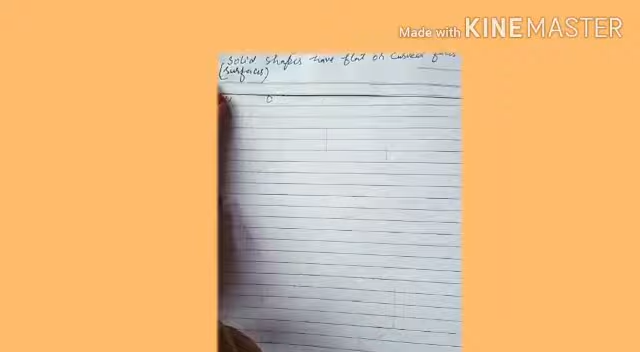 Made with KINEMASTER
Solid shapes have flat or curved faces
(surfaces)